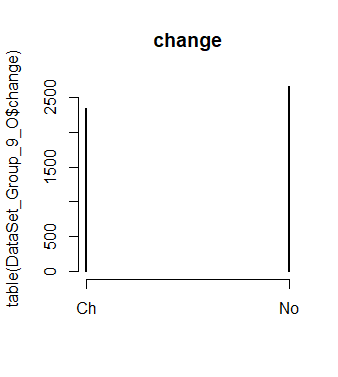 change
table(DataSet_Group_9_O$change)
2500
1500
500
0
Ch
No